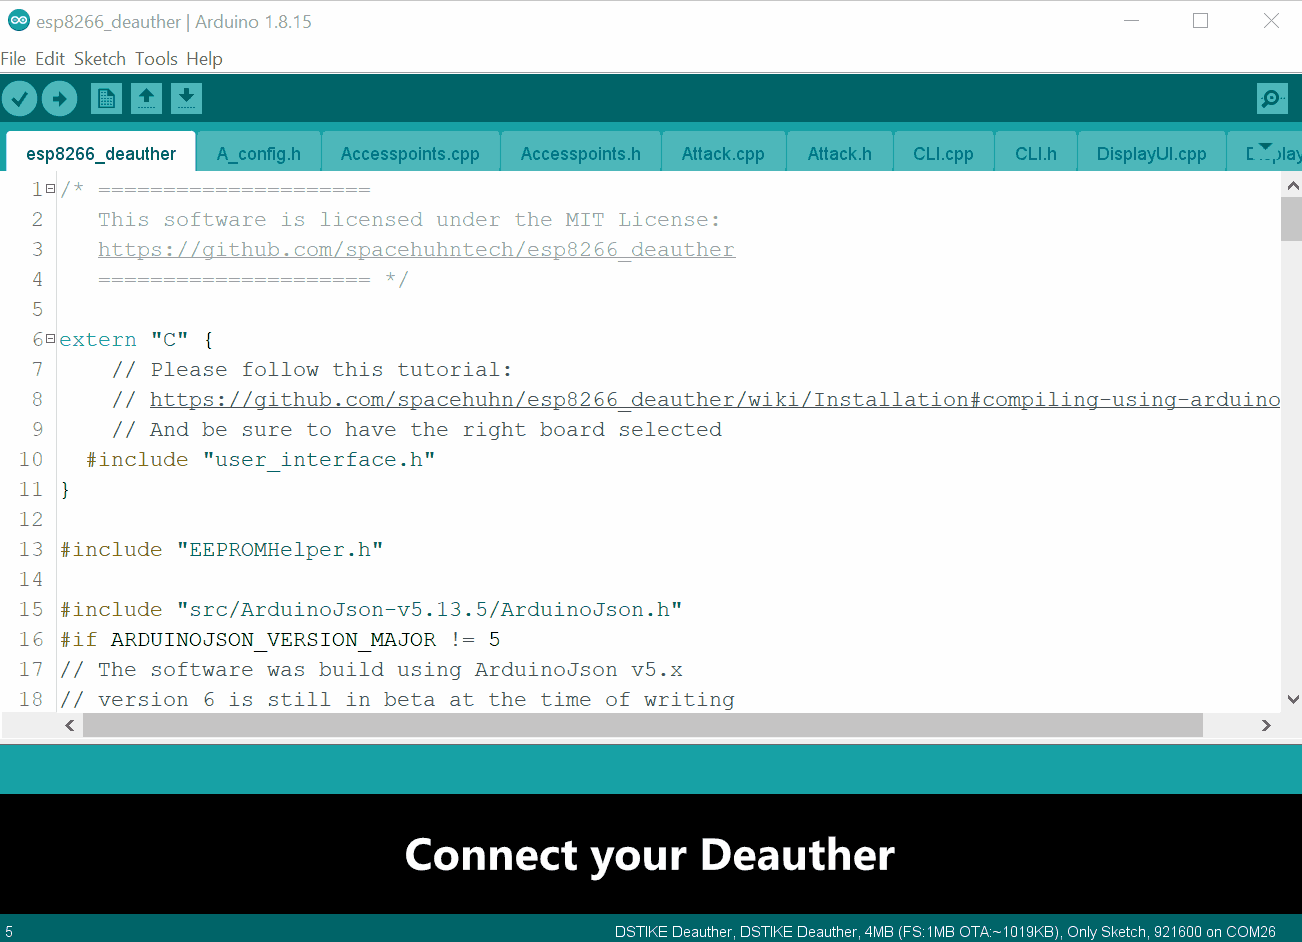 esp8266_deauther | Arduino 1.8.15
File Edit Sketch Tools Help
esp8266_deauther A_config.h Accesspoints.cpp Accesspoints.h Attack.cpp Attack.h CLI.cpp CLI.h DisplayUI.cpp
1 /* =====================
2 This software is licensed under the MIT License:
3 https://github.com/spacehuhntech/esp8266_deauther
4 ===================== */
5
6 extern "C" {
7 // Please follow this tutorial:
8 // https://github.com/spacehuhn/esp8266_deauther/wiki/Installation#compiling-using-arduino
9 // And be sure to have the right board selected
10 #include "user_interface.h"
11 }
12
13 #include "EEPROMHelper.h"
14
15 #include "src/ArduinoJson-v5.13.5/ArduinoJson.h"
16 #if ARDUINOJSON_VERSION_MAJOR != 5
17 // The software was build using ArduinoJson v5.x
18 // version 6 is still in beta at the time of writing
Connect your Deauther
5 DSTIKE Deauther, DSTIKE Deauther, 4MB (FS:1MB OTA:~1019KB), Only Sketch, 921600 on COM26